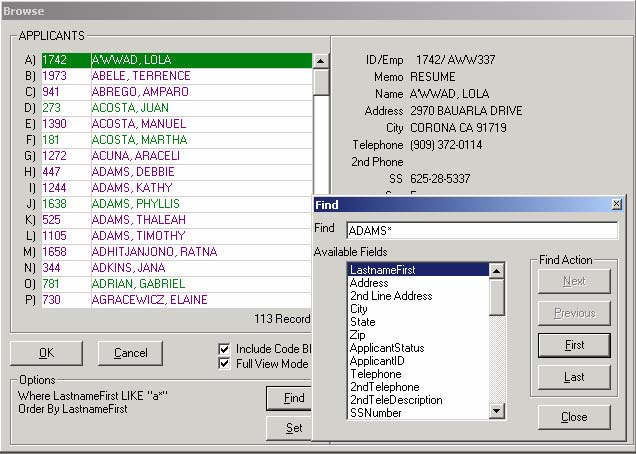 Browse
APPLICANTS
A) 1742 A'WWAD, LOLA
B) 1973 ABELE, TERRENCE
C) 941 ABREGO, AMPARO
D) 273 ACOSTA, JUAN
E) 1390 ACOSTA, MANUEL
F) 181 ACOSTA, MARTHA
G) 1272 ACUNA, ARACELI
H) 447 ADAMS, DEBBIE
I) 1244 ADAMS, KATHY
J) 1638 ADAMS, PHYLLIS
K) 525 ADAMS, THALEAH
L) 1105 ADAMS, TIMOTHY
M) 1658 ADHITJANJONO, RATNA
N) 344 ADKINS, JANA
O) 781 ADRIAN, GABRIEL
P) 730 AGRACEWICZ, ELAINE
113 Record
OK
Cancel
Include Code Bl
Full View Mode
Options
Where LastnameFirst LIKE "a*"
Order By LastnameFirst
Find
Set
ID/Emp 1742/ AWW337
Memo RESUME
Name A'WWAD, LOLA
Address 2970 BAUARLA DRIVE
City CORONA CA 91719
Telephone (909) 372-0114
2nd Phone
SS 625-28-5337
Find
Find ADAMS*
Available Fields
LastnameFirst
Address
2nd Line Address
City
State
Zip
ApplicantStatus
ApplicantID
Telephone
2ndTelephone
2ndTeleDescription
SSNumber
Find Action
Next
Previous
First
Last
Close